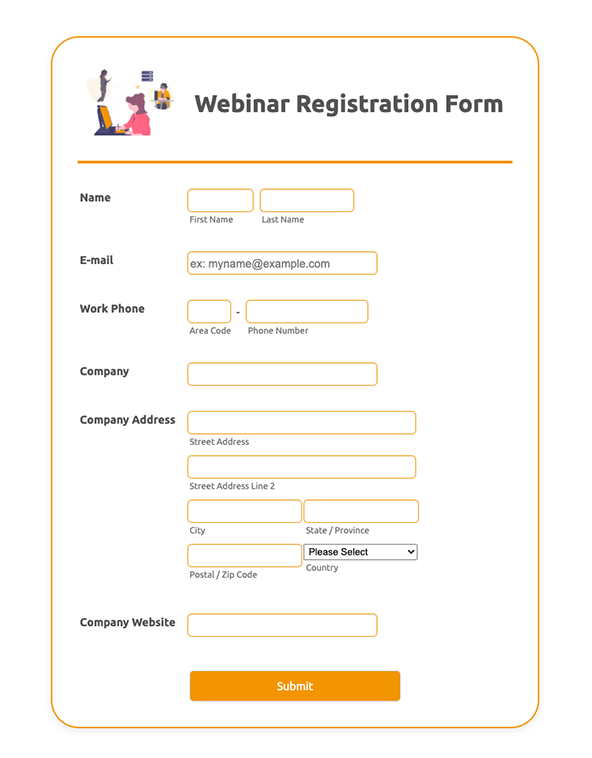 Webinar Registration Form
Name
First Name Last Name
E-mail ex: myname@example.com
Work Phone -
Area Code Phone Number
Company
Company Address
Street Address
Street Address Line 2
City State / Province
Please Select
Postal / Zip Code Country
Company Website
Submit